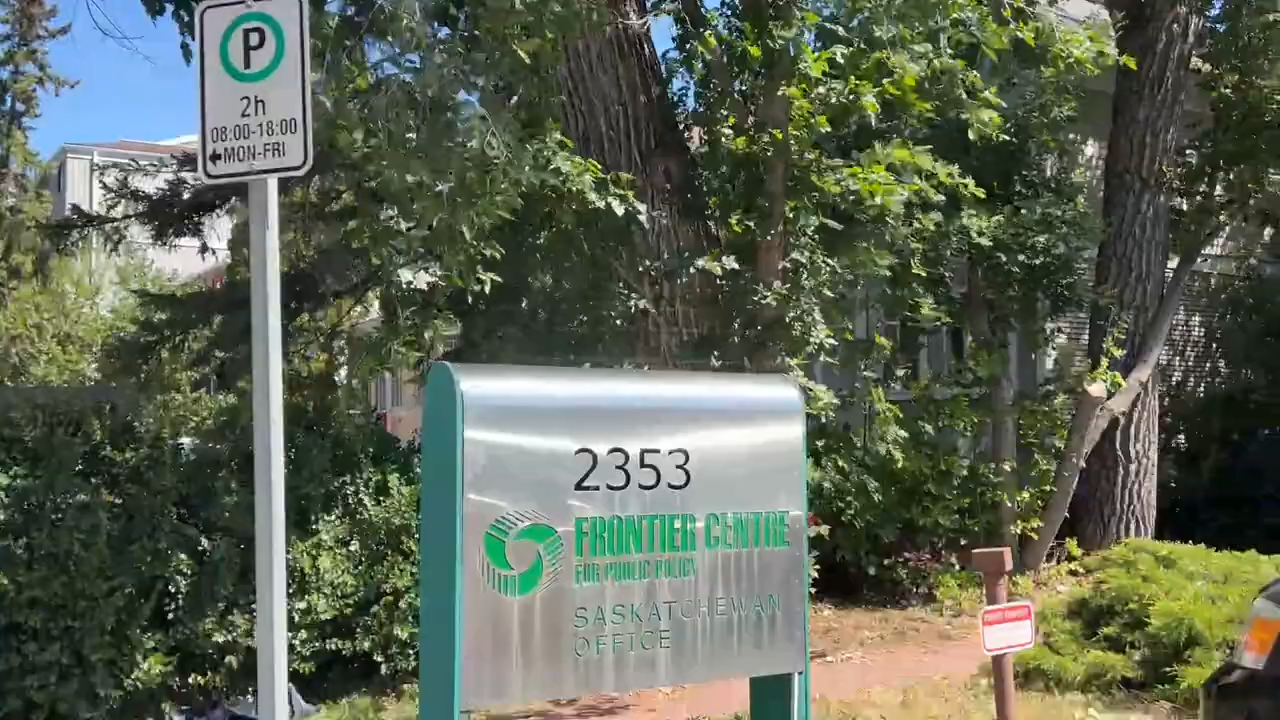 P
2h
08:00-18:00
←MON-FRI
2353
FRONTIER CENTRE
FOR PUBLIC POLICY
SASKATCHEWAN
OFFICE